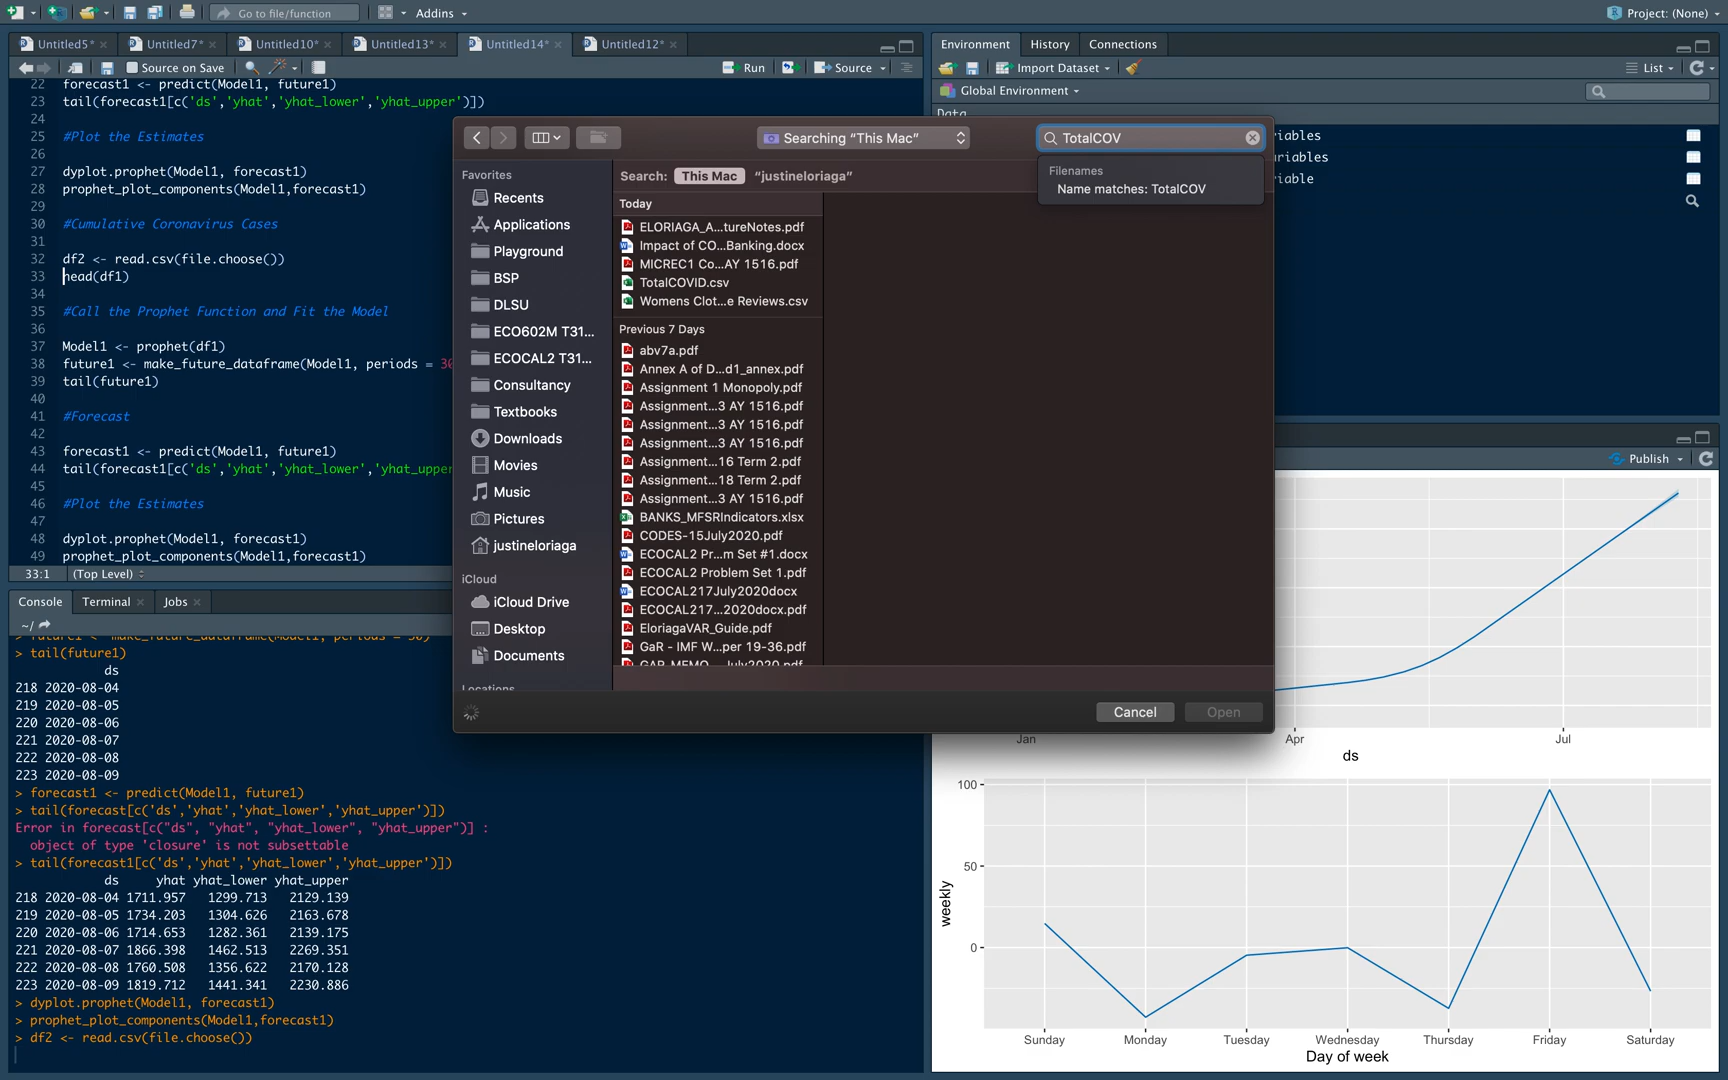 Go to file/function
Addins
Project: (None)
Untitled5*
Untitled7*
Untitled10*
Untitled13*
Untitled14*
Untitled12*
Source on Save
Run
Source
22 forecast1 <- predict(Model1, future1)
23 tail(forecast1[c('ds','yhat','yhat_lower','yhat_upper')])
24
25 #Plot the Estimates
26
27 dyplot.prophet(Model1, forecast1)
28 prophet_plot_components(Model1,forecast1)
29
30 #Cumulative Coronavirus Cases
31
32 df2 <- read.csv(file.choose())
33 head(df1)
34
35 #Call the Prophet Function and Fit the Model
36
37 Model1 <- prophet(df1)
38 future1 <- make_future_dataframe(Model1, periods = 30
39 tail(future1)
40
41 #Forecast
42
43 forecast1 <- predict(Model1, future1)
44 tail(forecast1[c('ds','yhat','yhat_lower','yhat_upper
45
46 #Plot the Estimates
47
48 dyplot.prophet(Model1, forecast1)
49 prophet_plot_components(Model1,forecast1)
33:1 (Top Level)
Console
Terminal
Jobs
~/
> future1 <- make_future_dataframe(Model1, periods = 30)
> tail(future1)
ds
218 2020-08-04
219 2020-08-05
220 2020-08-06
221 2020-08-07
222 2020-08-08
223 2020-08-09
> forecast1 <- predict(Model1, future1)
> tail(forecast[c('ds','yhat','yhat_lower','yhat_upper')])
Error in forecast[c("ds", "yhat", "yhat_lower", "yhat_upper")] :
object of type 'closure' is not subsettable
> tail(forecast1[c('ds','yhat','yhat_lower','yhat_upper')])
ds yhat yhat_lower yhat_upper
218 2020-08-04 1711.957 1299.713 2129.139
219 2020-08-05 1734.203 1304.626 2163.678
220 2020-08-06 1714.653 1282.361 2139.175
221 2020-08-07 1866.398 1462.513 2269.351
222 2020-08-08 1760.508 1356.622 2170.128
223 2020-08-09 1819.712 1441.341 2230.886
> dyplot.prophet(Model1, forecast1)
> prophet_plot_components(Model1,forecast1)
> df2 <- read.csv(file.choose())
Searching “This Mac”
TotalCOV
Filenames
Name matches: TotalCOV
Search: This Mac “justineloriaga”
Favorites
Recents
Applications
Playground
BSP
DLSU
ECO602M T31...
ECOCAL2 T31...
Consultancy
Textbooks
Downloads
Movies
Music
Pictures
justineloriaga
iCloud
iCloud Drive
Desktop
Documents
Locations
Today
ELORIAGA_A...tureNotes.pdf
Impact of CO...Banking.docx
MICREC1 Co...AY 1516.pdf
TotalCOVID.csv
Womens Clot...e Reviews.csv
Previous 7 Days
abv7a.pdf
Annex A of D...d1_annex.pdf
Assignment 1 Monopoly.pdf
Assignment...3 AY 1516.pdf
Assignment...3 AY 1516.pdf
Assignment...3 AY 1516.pdf
Assignment...16 Term 2.pdf
Assignment...18 Term 2.pdf
Assignment...3 AY 1516.pdf
BANKS_MFSRIndicators.xlsx
CODES-15July2020.pdf
ECOCAL2 Pr...m Set #1.docx
ECOCAL2 Problem Set 1.pdf
ECOCAL217July2020docx
ECOCAL217...2020docx.pdf
EloriagaVAR_Guide.pdf
GaR - IMF W...per 19-36.pdf
GAR_MEMO_...July2020.pdf
Cancel
Open
Environment
History
Connections
Import Dataset
List
Global Environment
Data
iables
ariables
iable
Publish
Jan
Apr
Jul
ds
100
50
0
weekly
Sunday
Monday
Tuesday
Wednesday
Thursday
Friday
Saturday
Day of week